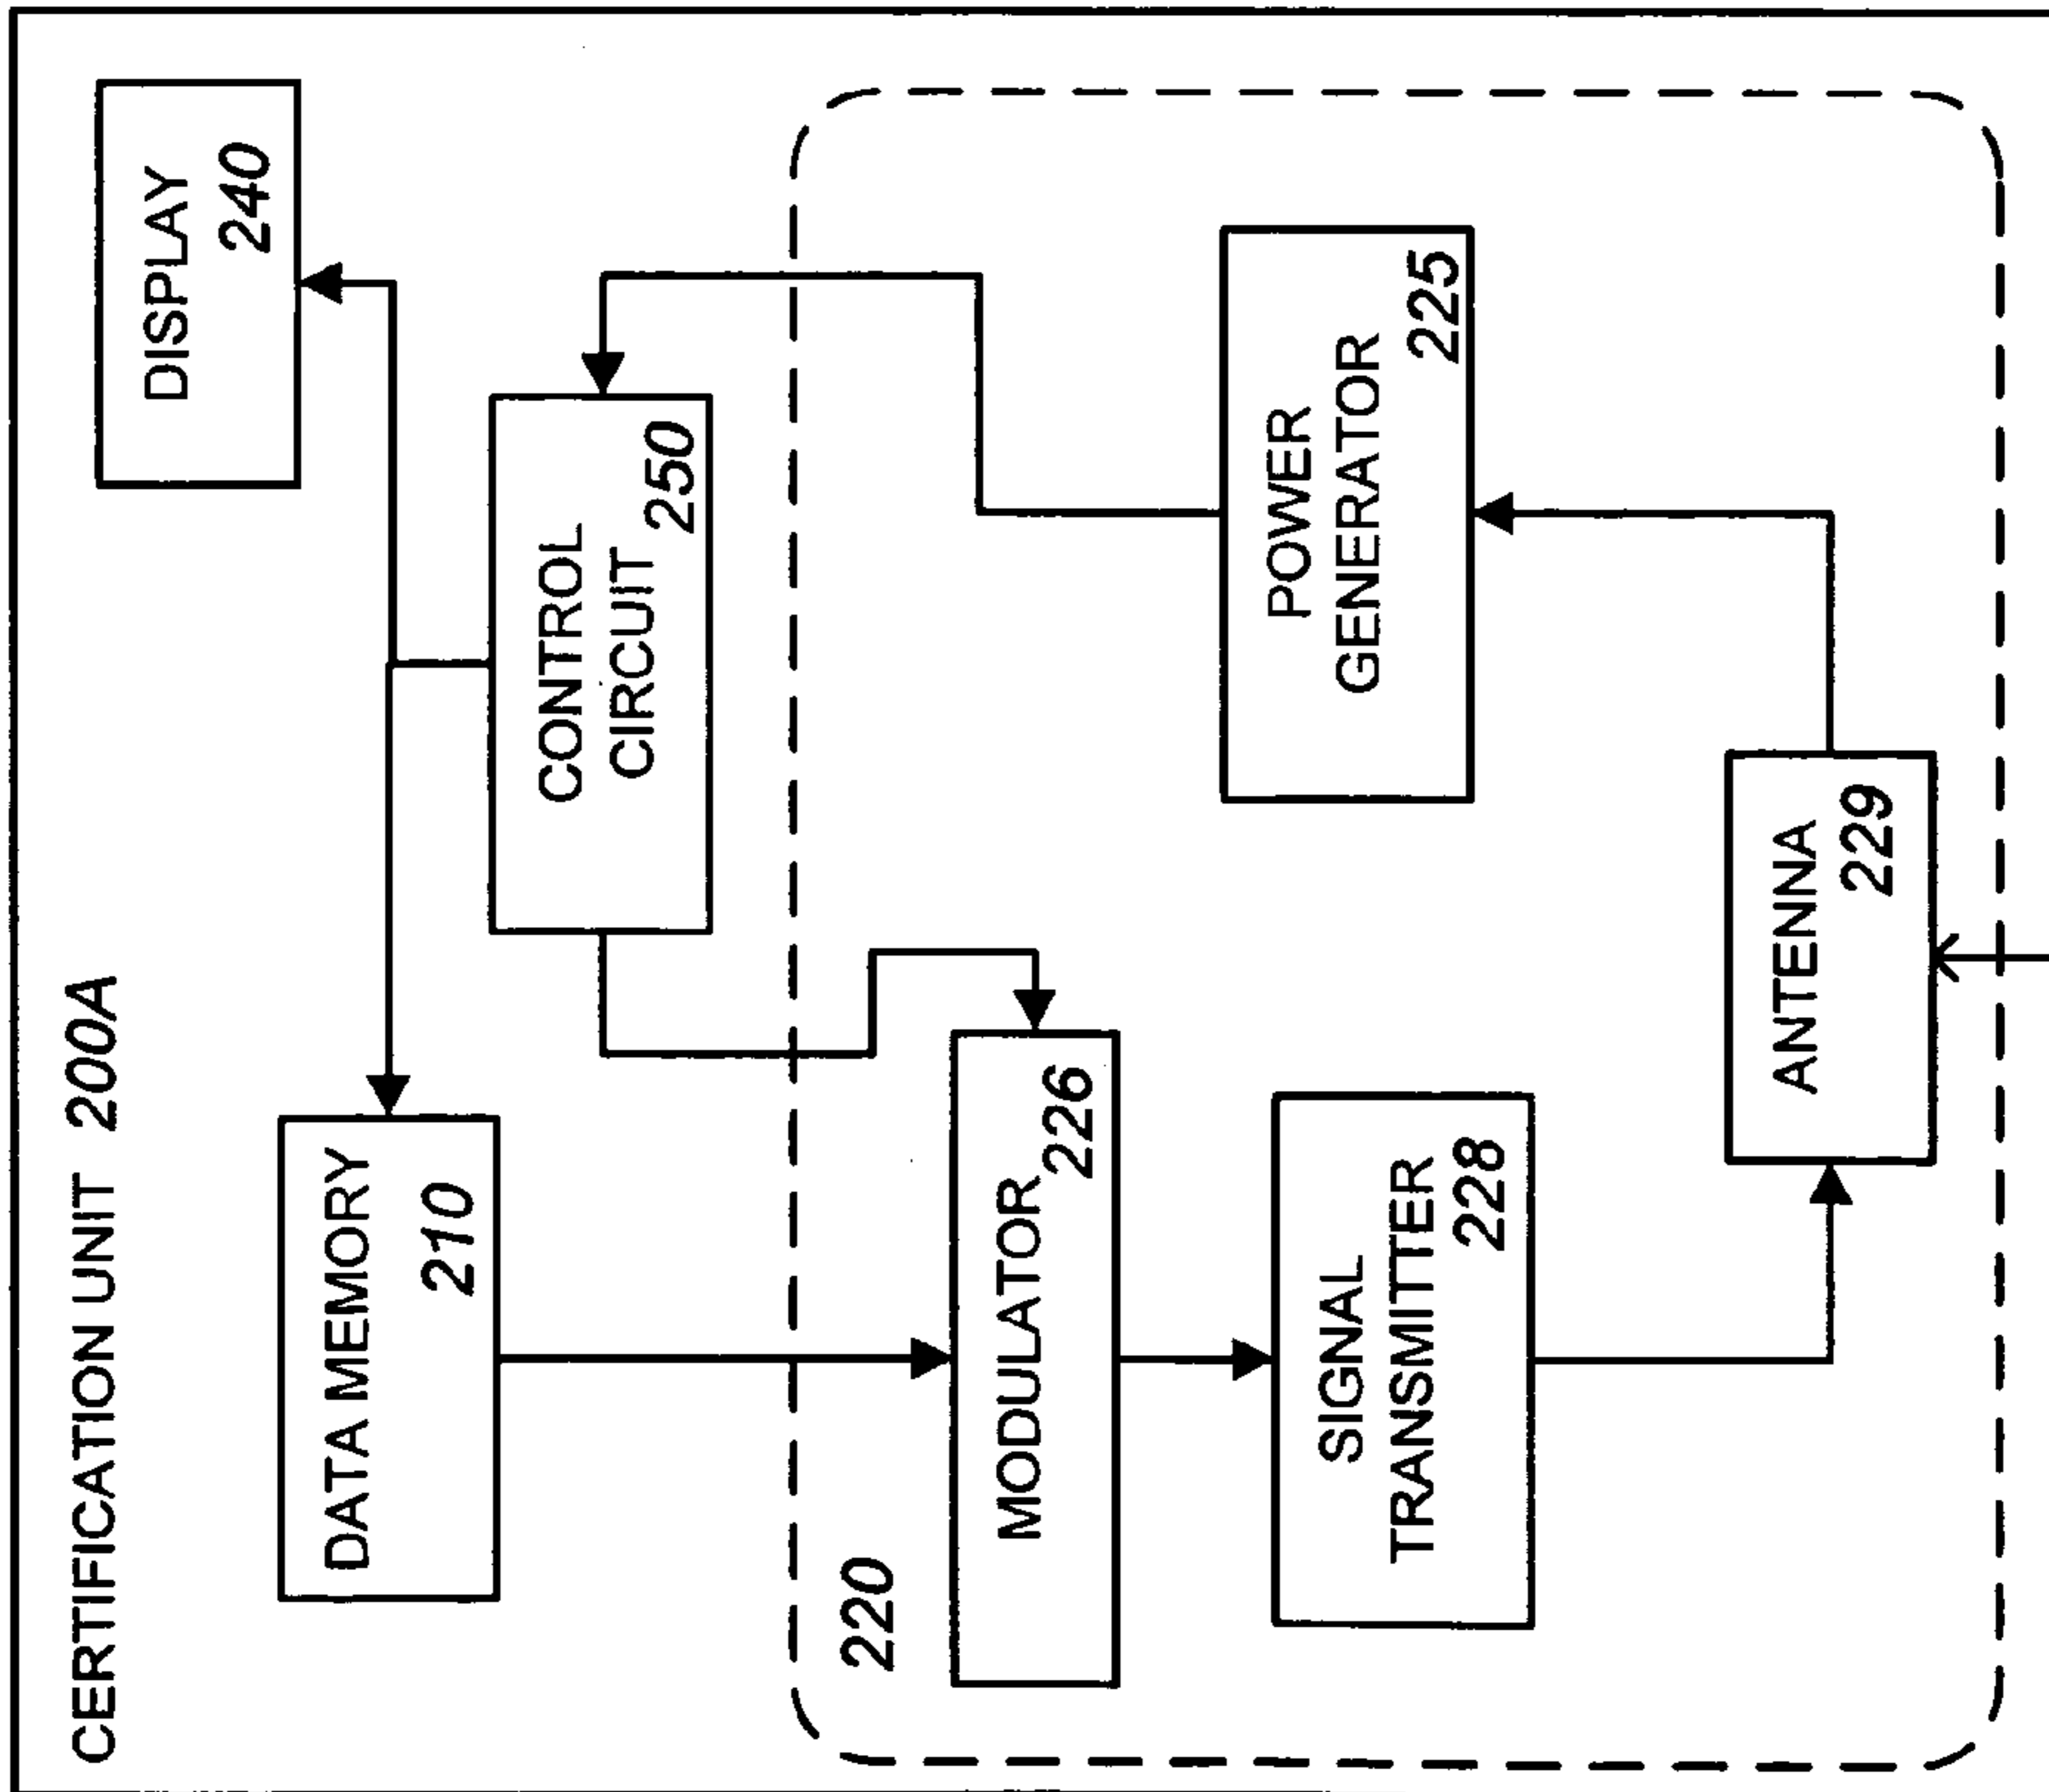 CERTIFICATION UNIT 200A
DATA MEMORY
210
DISPLAY
240
CONTROL
CIRCUIT
250
220
MODULATOR
226
SIGNAL
TRANSMITTER
228
POWER
GENERATOR
225
ANTENNA
229